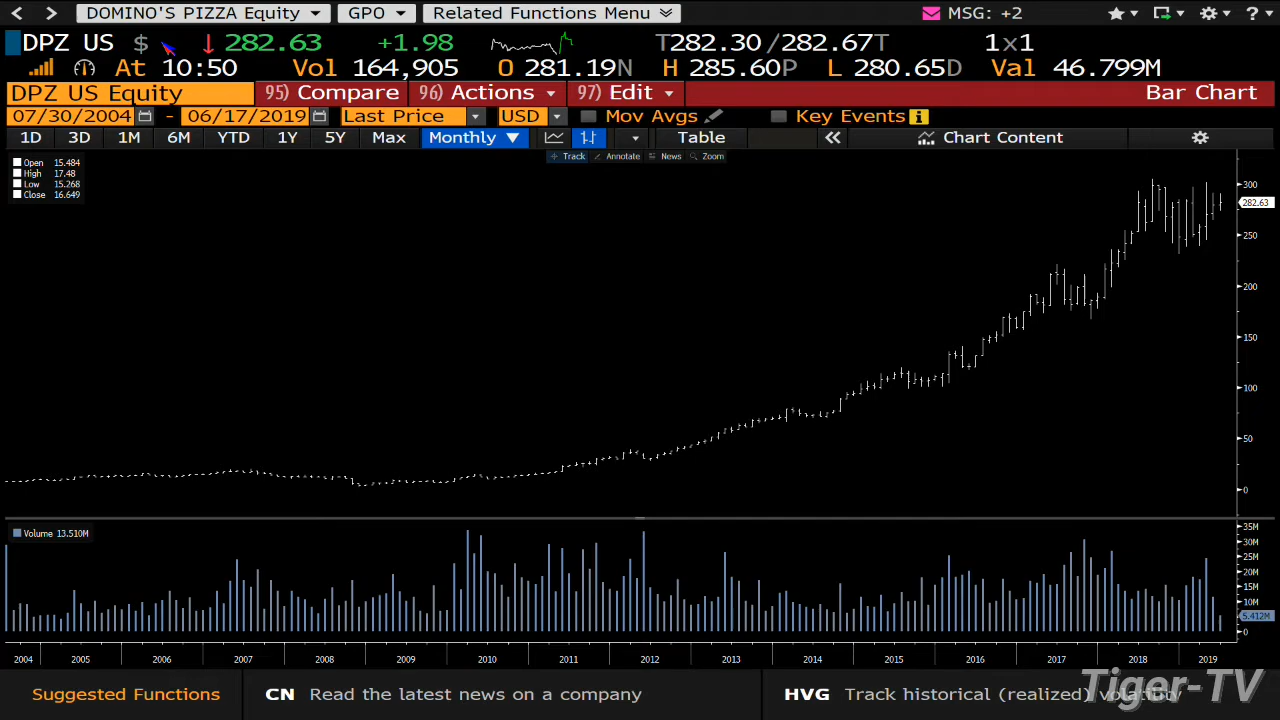 DOMINO'S PIZZA Equity GPO Related Functions Menu MSG: +2 ?
DPZ US $ 282.63 +1.98 T282.30 /282.67T 1x1
At 10:50 Vol 164,905 O 281.19N H 285.60P L 280.65D Val 46.799M
DPZ US Equity 95) Compare 96) Actions 97) Edit Bar Chart
07/30/2004 - 06/17/2019 Last Price USD Mov Avgs Key Events
1D 3D 1M 6M YTD 1Y 5Y Max Monthly Table Chart Content
Track Annotate News Zoom
Open 15.484
High 17.48
Low 15.268
Close 16.649
300
282.63
250
200
150
100
50
0
Volume 13.510M
35M
30M
25M
20M
15M
10M
5.412M
0
2004 2005 2006 2007 2008 2009 2010 2011 2012 2013 2014 2015 2016 2017 2018 2019
Suggested Functions CN Read the latest news on a company HVG Track historical (realized) volatility
Tiger-TV